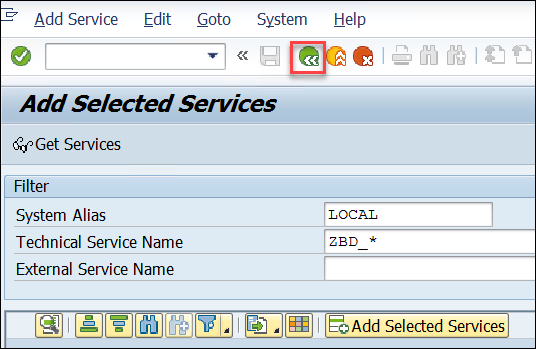 Add Service Edit Goto System Help
Add Selected Services
Get Services
Filter
System Alias LOCAL
Technical Service Name ZBD_*
External Service Name
Add Selected Services